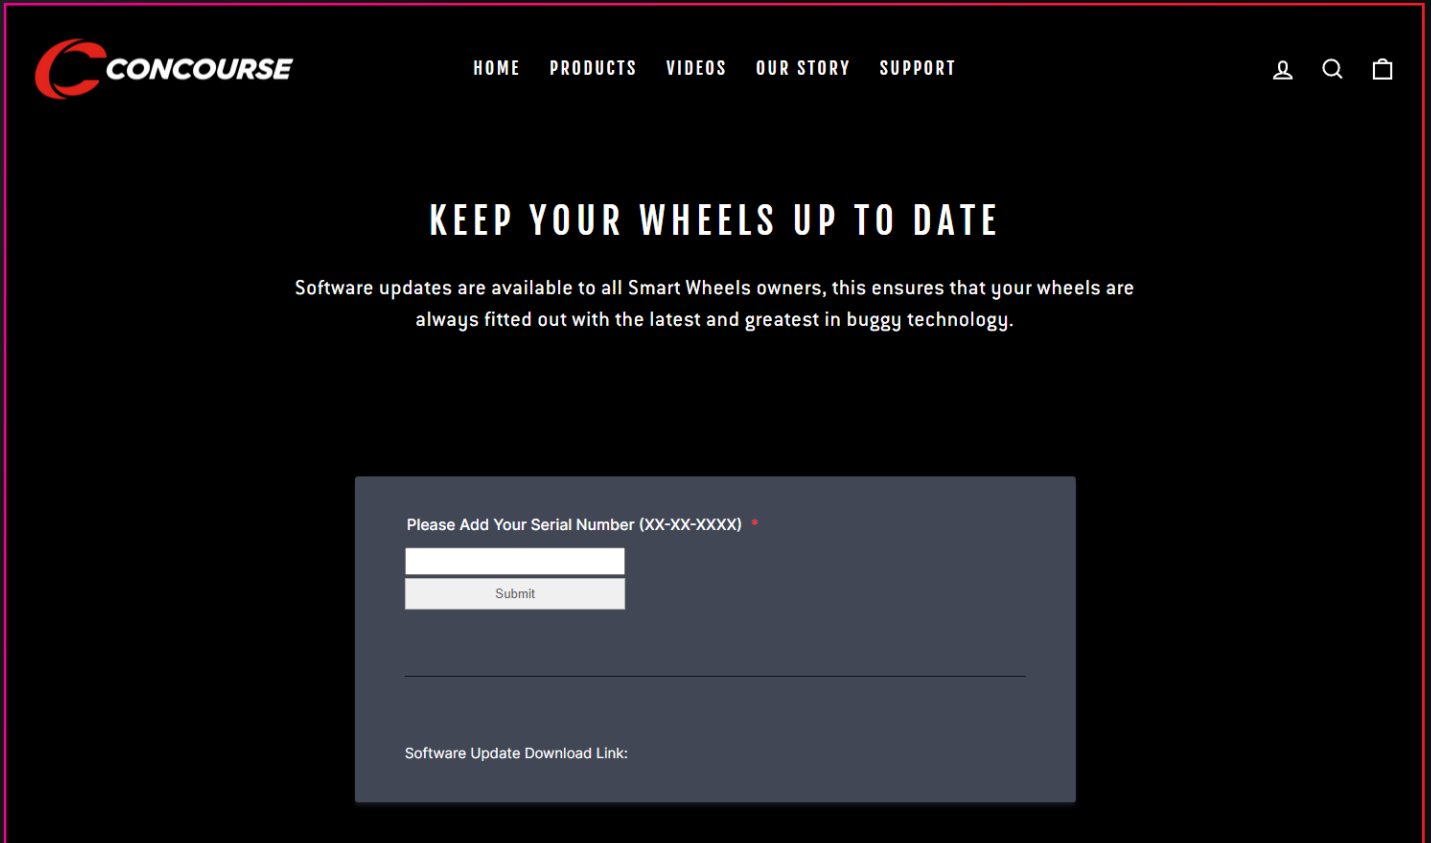 CONCOURSE
HOME PRODUCTS VIDEOS OUR STORY SUPPORT
KEEP YOUR WHEELS UP TO DATE
Software updates are available to all Smart Wheels owners, this ensures that your wheels are
always fitted out with the latest and greatest in buggy technology.
Please Add Your Serial Number (XX-XX-XXXX) *
Submit
Software Update Download Link: